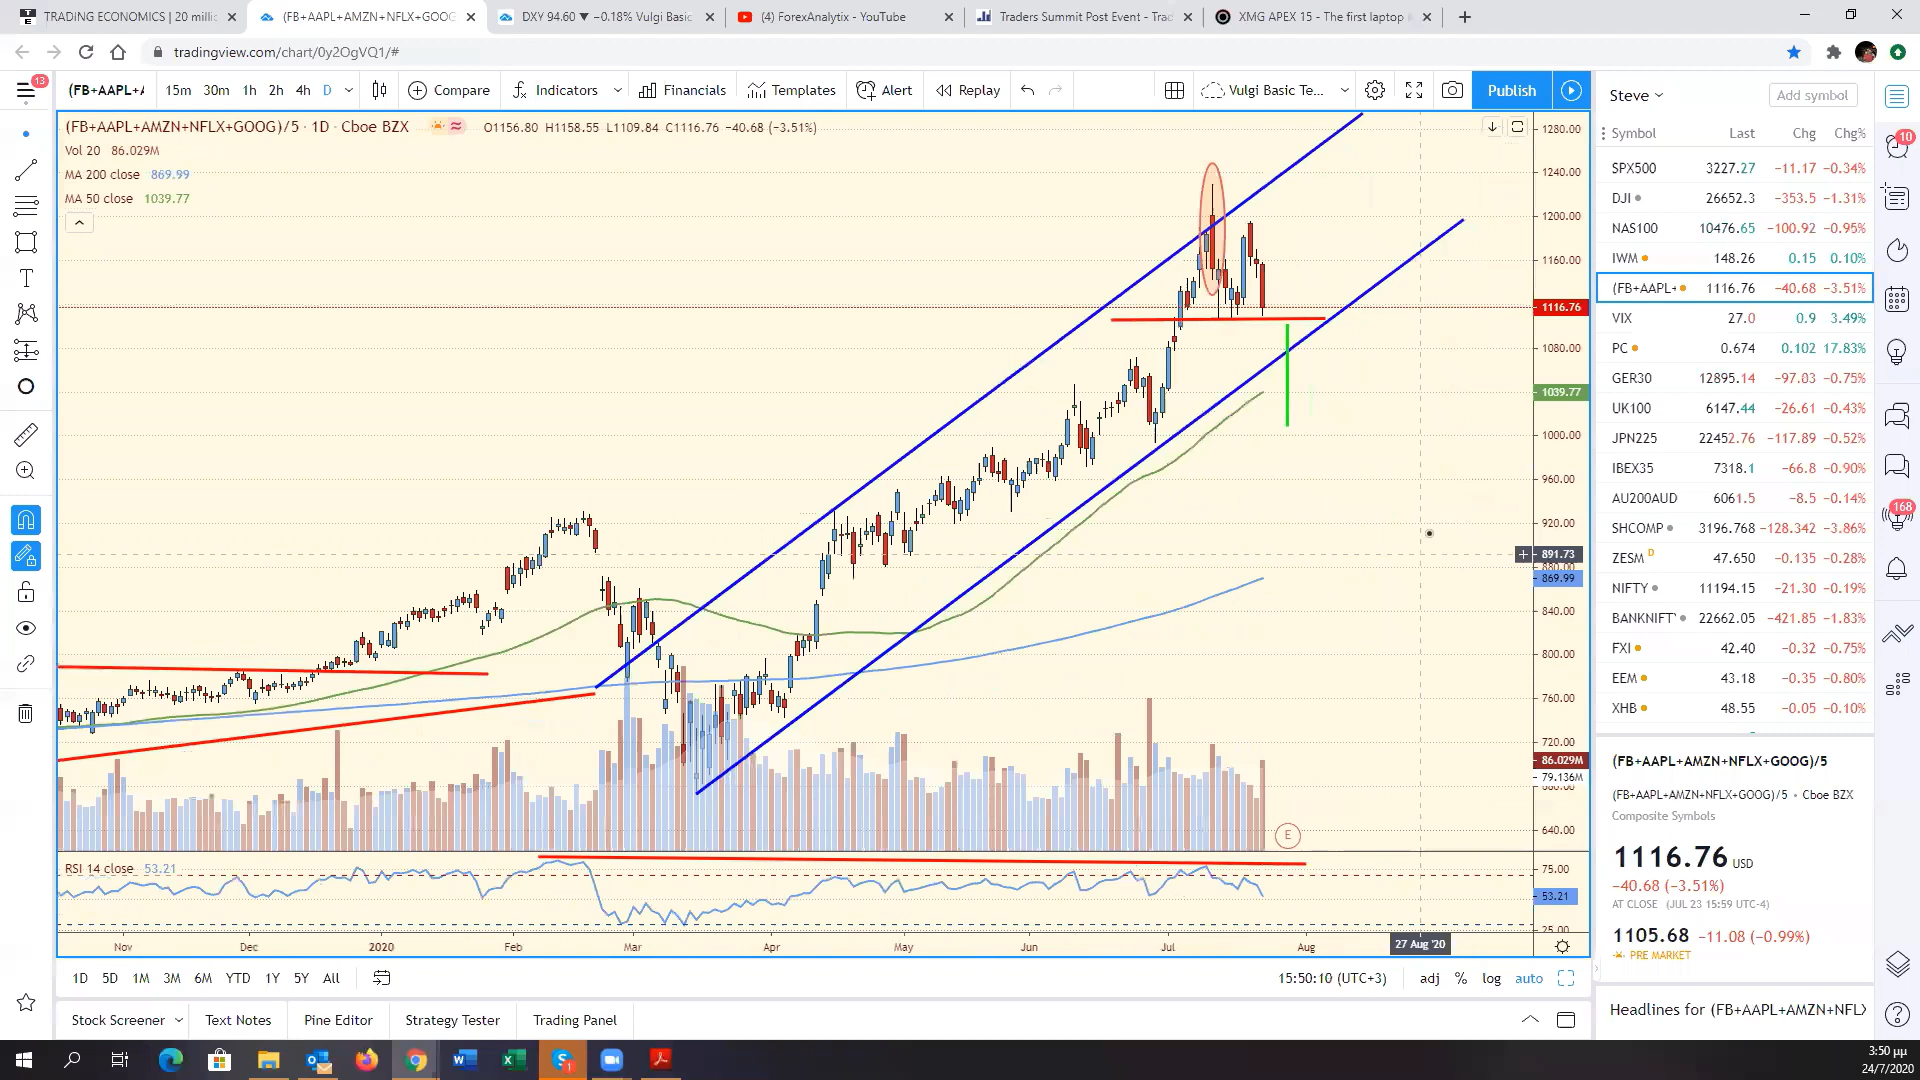 TRADING ECONOMICS | 20 milli
(FB+AAPL+AMZN+NFLX+GOOG
DXY 94.60 ▼ −0.18% Vulgi Basic
(4) ForexAnalytix - YouTube
Traders Summit Post Event - Trad
XMG APEX 15 - The first laptop
tradingview.com/chart/0y2OgVQ1/#
13
(FB+AAPL+A
15m 30m 1h 2h 4h D
Compare
Indicators
Financials
Templates
Alert
Replay
Vulgi Basic Te...
Publish
(FB+AAPL+AMZN+NFLX+GOOG)/5 · 1D · Cboe BZX
O1156.80 H1158.55 L1109.84 C1116.76 −40.68 (−3.51%)
Vol 20 86.029M
MA 200 close 869.99
MA 50 close 1039.77
1280.00
1240.00
1200.00
1160.00
1116.76
1080.00
1039.77
1000.00
960.00
920.00
891.73
880.00
869.99
840.00
800.00
760.00
720.00
86.029M
79.136M
680.00
640.00
E
RSI 14 close 53.21
75.00
53.21
25.00
Nov Dec 2020 Feb Mar Apr May Jun Jul Aug 27 Aug '20
1D 5D 1M 3M 6M YTD 1Y 5Y All
15:50:10 (UTC+3) adj % log auto
Stock Screener Text Notes Pine Editor Strategy Tester Trading Panel
Steve
Add symbol
Symbol Last Chg Chg%
SPX500 3227.27 −11.17 −0.34%
DJI 26652.3 −353.5 −1.31%
NAS100 10476.65 −100.92 −0.95%
IWM 148.26 0.15 0.10%
(FB+AAPL+ 1116.76 −40.68 −3.51%
VIX 27.0 0.9 3.49%
PC 0.674 0.102 17.83%
GER30 12895.14 −97.03 −0.75%
UK100 6147.44 −26.61 −0.43%
JPN225 22452.76 −117.89 −0.52%
IBEX35 7318.1 −66.8 −0.90%
AU200AUD 6061.5 −8.5 −0.14%
SHCOMP 3196.768 −128.342 −3.86%
ZESM D 47.650 −0.135 −0.28%
NIFTY 11194.15 −21.30 −0.19%
BANKNIFTY 22662.05 −421.85 −1.83%
FXI 42.40 −0.32 −0.75%
EEM 43.18 −0.35 −0.80%
XHB 48.55 −0.05 −0.10%
(FB+AAPL+AMZN+NFLX+GOOG)/5
(FB+AAPL+AMZN+NFLX+GOOG)/5 • Cboe BZX
Composite Symbols
1116.76 USD
−40.68 (−3.51%)
AT CLOSE (JUL 23 15:59 UTC-4)
1105.68 −11.08 (−0.99%)
PRE MARKET
Headlines for (FB+AAPL+AMZN+NFLX
10
168
3:50 μμ
24/7/2020